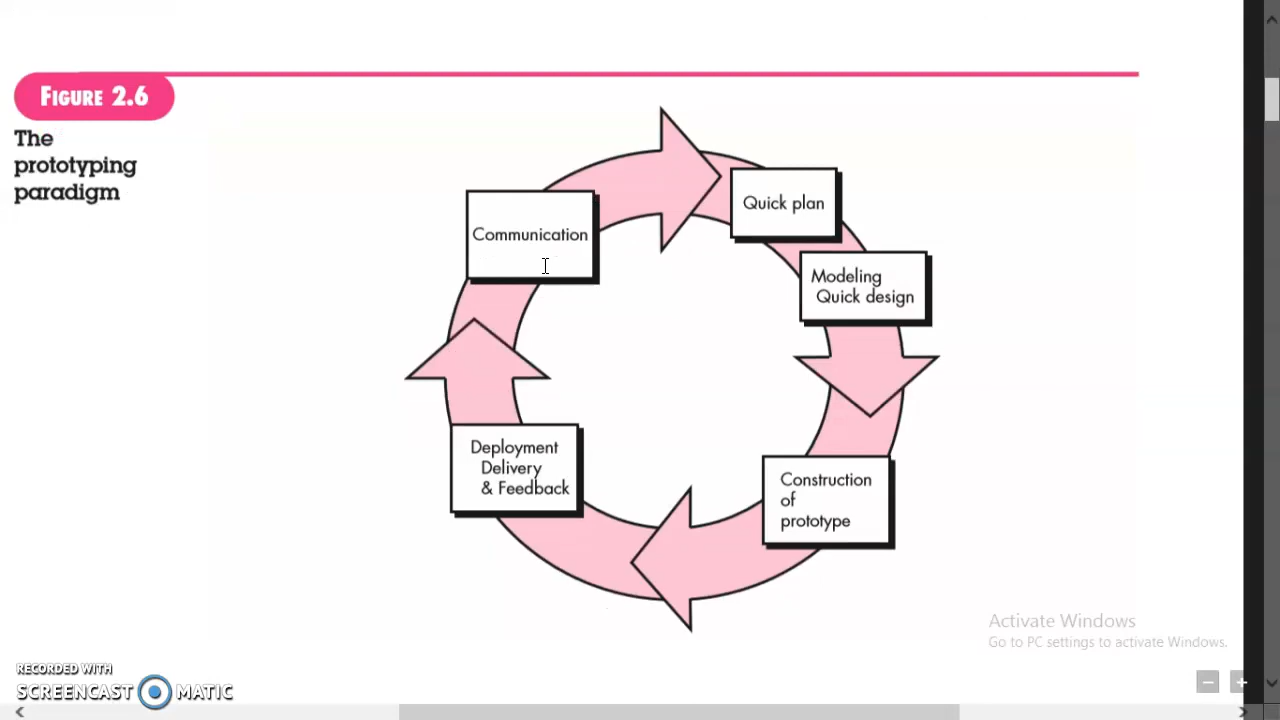 FIGURE 2.6
The
prototyping
paradigm
Communication
Quick plan
Modeling
Quick design
Construction
of
prototype
Deployment
Delivery
& Feedback
Activate Windows
Go to PC settings to activate Windows.
RECORDED WITH
SCREENCAST MATIC